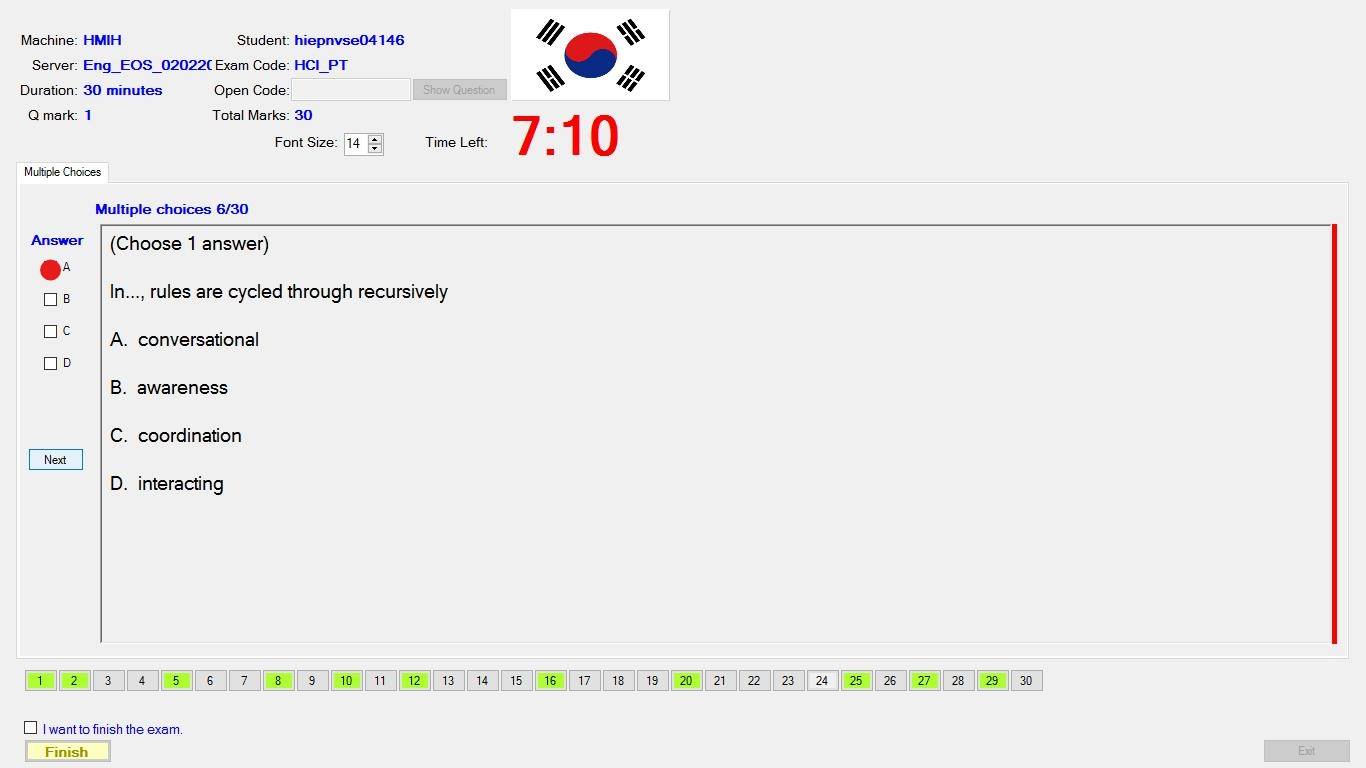 Machine: HMIH Student: hiepnvse04146
Server: Eng_EOS_020220 Exam Code: HCI_PT
Duration: 30 minutes Open Code: Show Question
Q mark: 1 Total Marks: 30
Font Size: 14 Time Left: 7:10
Multiple Choices
Multiple choices 6/30
Answer
A
B
C
D
Next
(Choose 1 answer)
In..., rules are cycled through recursively
A. conversational
B. awareness
C. coordination
D. interacting
1 2 3 4 5 6 7 8 9 10 11 12 13 14 15 16 17 18 19 20 21 22 23 24 25 26 27 28 29 30
I want to finish the exam.
Finish Exit